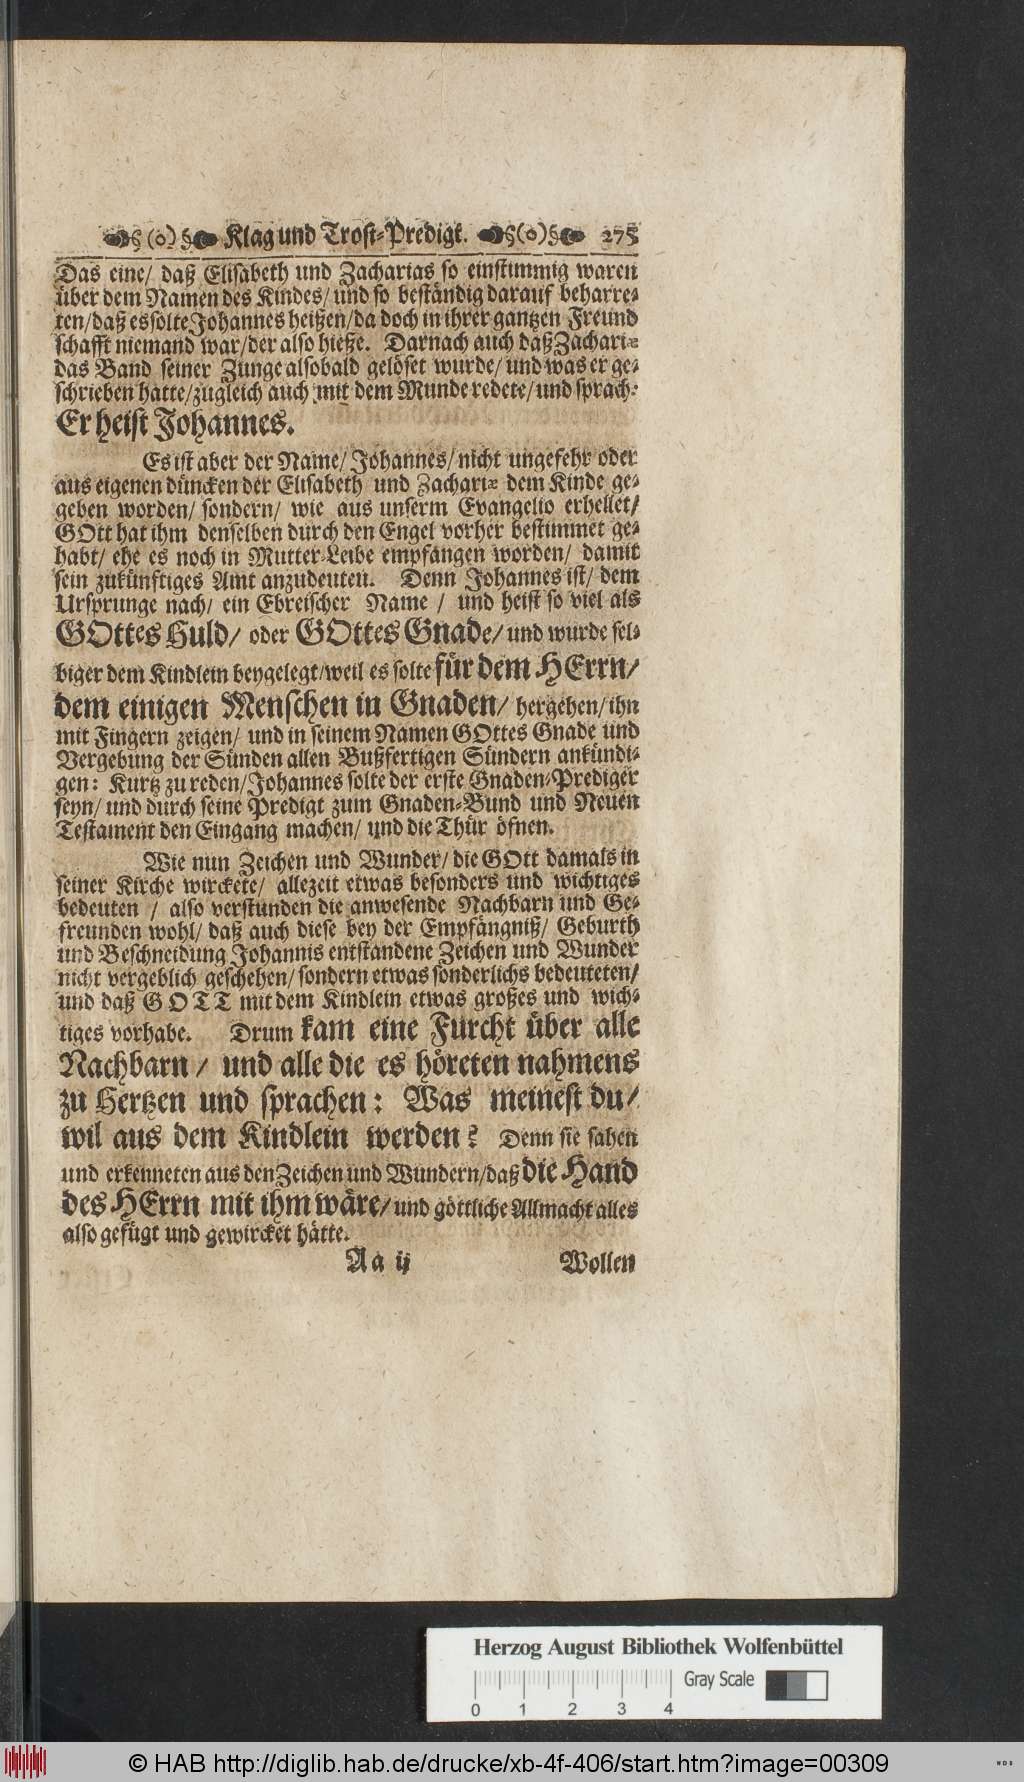 §(o)§ Klag und Trost-Predigt. §(o)§ 275
Das eine/ daß Elisabeth und Zacharias so einstimmig waren
über dem Namen des Kindes/ und so beständig darauf beharre-
ten/ daß es solte Johannes heißen/ da doch in ihrer gantzen Freund
schafft niemand war/ der also hieße. Darnach auch daß Zachariæ
das Band seiner Zunge alsobald gelöset wurde/ und was er ge-
schrieben hatte/ zugleich auch mit dem Munde redete/ und sprach:
Er heist Johannes.
Es ist aber der Name/ Johannes/ nicht ungefehr oder
aus eigenen düncken der Elisabeth und Zachariæ dem Kinde ge-
geben worden/ sondern/ wie aus unserm Evangelio erhellet/
GOtt hat ihm denselben durch den Engel vorher bestimmet ge-
habt/ ehe es noch in Mutter-Leibe empfangen worden/ damit
sein zukünftiges Amt anzudeuten. Denn Johannes ist/ dem
Ursprunge nach/ ein Ebreischer Name / und heist so viel als
GOttes Huld/ oder GOttes Gnade/ und wurde sel-
biger dem Kindlein beygelegt/ weil es solte für dem HErrn/
dem einigen Menschen in Gnaden/ hergehen/ ihn
mit Fingern zeigen/ und in seinem Namen GOttes Gnade und
Vergebung der Sünden allen Bußfertigen Sündern ankündi-
gen: Kurtz zu reden/ Johannes solte der erste Gnaden-Prediger
seyn/ und durch seine Predigt zum Gnaden-Bund und Neuen
Testament den Eingang machen/ und die Thür öfnen.
Wie nun Zeichen und Wunder/ die GOtt damals in
seiner Kirche wirckete/ allezeit etwas besonders und wichtiges
bedeuten / also verstunden die anwesende Nachbarn und Ge-
freunden wohl/ daß auch diese bey der Empfängniß/ Geburth
und Beschneidung Johannis entstandene Zeichen und Wunder
nicht vergeblich geschehen/ sondern etwas sonderlichs bedeuteten/
und daß GOTT mit dem Kindlein etwas großes und wich-
tiges vorhabe. Drum kam eine Furcht über alle
Nachbarn / und alle die es höreten nahmens
zu Hertzen und sprachen: Was meinest du/
wil aus dem Kindlein werden? Denn sie sahen
und erkenneten aus den Zeichen und Wundern/ daß die Hand
des HErrn mit ihm wäre/ und göttliche Allmacht alles
also gefügt und gewircket hätte.
Aa ij Wollen
Herzog August Bibliothek Wolfenbüttel
Gray Scale
0 1 2 3 4
© HAB http://diglib.hab.de/drucke/xb-4f-406/start.htm?image=00309